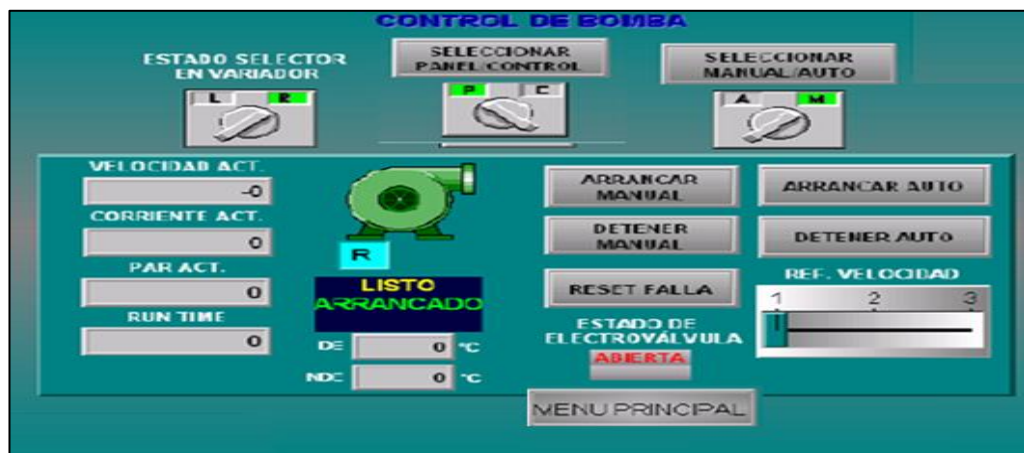 CONTROL DE BOMBA
ESTADO SELECTOR
EN VARIADOR
L R
SELECCIONAR
PANEL/CONTROL
P C
SELECCIONAR
MANUAL/AUTO
A M
VELOCIDAD ACT.
-0
CORRIENTE ACT.
0
PAR ACT.
0
RUN TIME
0
R
LISTO
ARRANCADO
DE 0 °C
NDE 0 °C
ARRANCAR
MANUAL
ARRANCAR AUTO
DETENER
MANUAL
DETENER AUTO
RESET FALLA
REF. VELOCIDAD
1 2 3
ESTADO DE
ELECTROVÁLVULA
ABIERTA
MENU PRINCIPAL